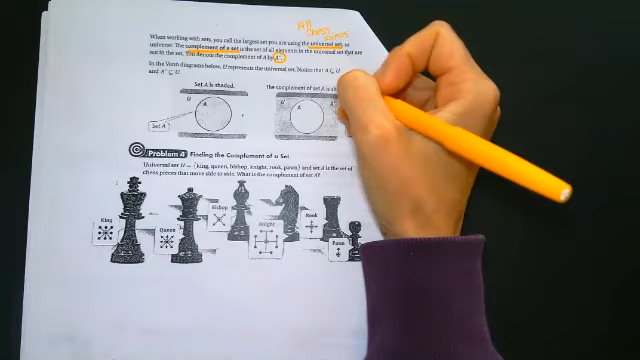 All
chess
When working with sets, you call the largest set you are using the universal set, or
universe. The complement of a set is the set of all elements in the universal set that are
not in the set. You denote the complement of A by A'.
In the Venn diagrams below, U represents the universal set. Notice that A ⊆ U
and A' ⊆ U.
Set A is shaded.
The complement of set A is
U
A
U
A
A'
Set A
Problem 4 Finding the Complement of a Set
Universal set U = {king, queen, bishop, knight, rook, pawn} and set A is the set of
chess pieces that move side to side. What is the complement of set A?
King
Queen
Bishop
Knight
Rook
Pawn